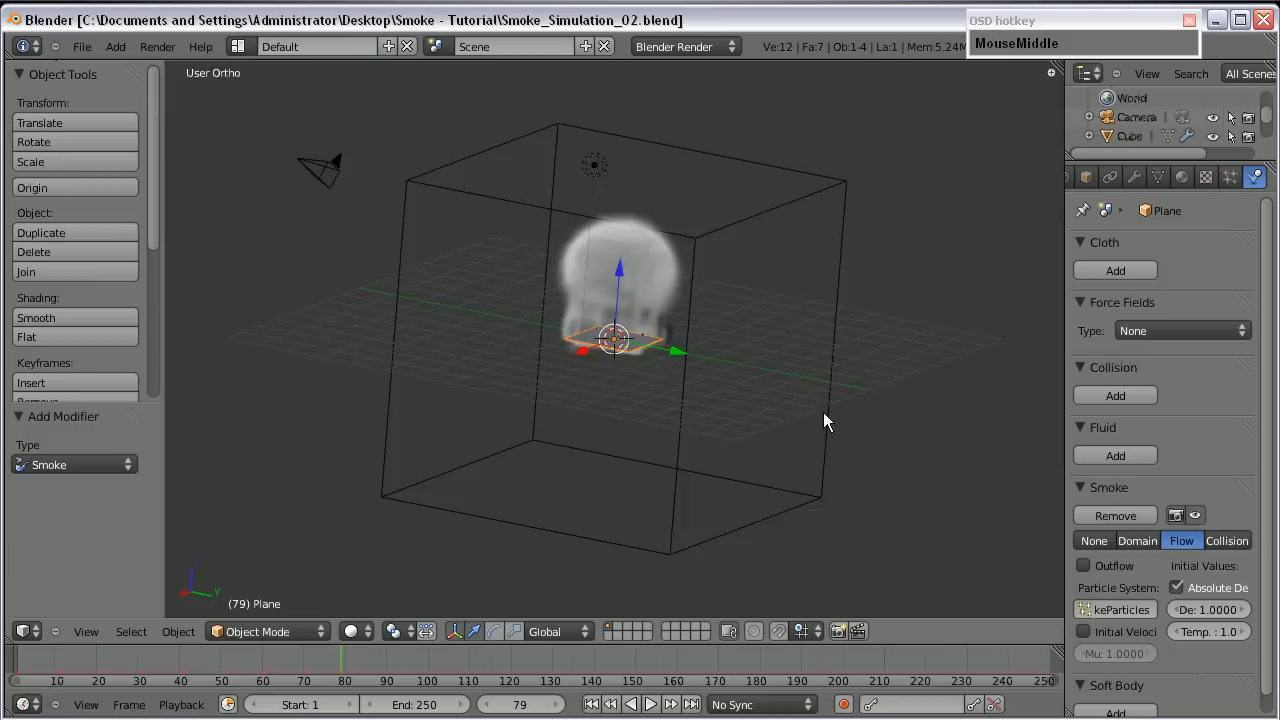 Blender [C:\Documents and Settings\Administrator\Desktop\Smoke - Tutorial\Smoke_Sirulation_02.blend]
OSD hotkey
MouseMiddle
File Add Render Help Default Scene Blender Render Ve:12 | Fa:7 | Ob:1-4 | La:1 | Mem:5.24M
Object Tools
Transform:
Translate
Rotate
Scale
Origin
Object:
Duplicate
Delete
Join
Shading:
Smooth
Flat
Keyframes:
Insert
Remove
Add Modifier
Type
Smoke
User Ortho
(79) Plane
View Search All Scenes
World
Camera
Cube
Plane
Cloth
Add
Force Fields
Type: None
Collision
Add
Fluid
Add
Smoke
Remove
None Domain Flow Collision
Outflow Initial Values:
Particle System: Absolute De
keParticles De: 1.0000
Initial Veloci Temp. : 1.0
Mu: 1.0000
Soft Body
Add
View Select Object Object Mode Global
10 20 30 40 50 60 70 80 90 100 110 120 130 140 150 160 170 180 190 200 210 220 230 240 250
View Frame Playback Start: 1 End: 250 79 No Sync